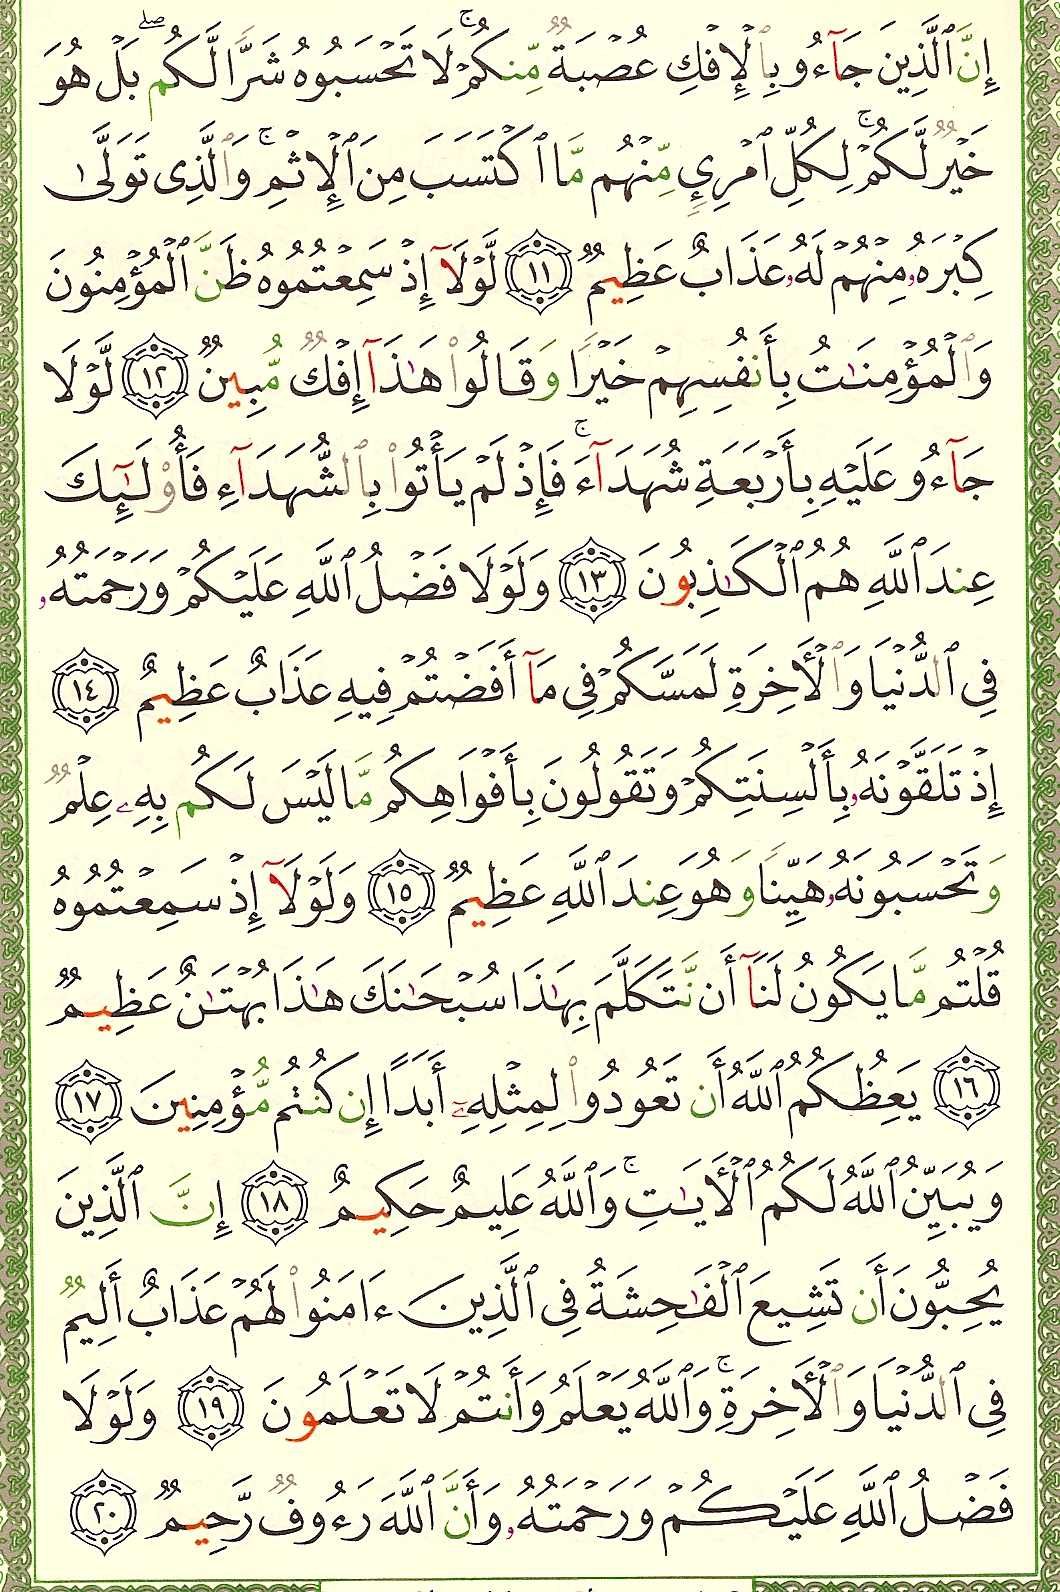 إِنَّ ٱلَّذِينَ جَآءُو بِٱلْإِفْكِ عُصْبَةٌ مِّنكُمْ ۚ لَا تَحْسَبُوهُ شَرًّا لَّكُم ۖ بَلْ هُوَ
خَيْرٌ لَّكُمْ ۚ لِكُلِّ ٱمْرِئٍ مِّنْهُم مَّا ٱكْتَسَبَ مِنَ ٱلْإِثْمِ ۚ وَٱلَّذِى تَوَلَّىٰ
كِبْرَهُۥ مِنْهُمْ لَهُۥ عَذَابٌ عَظِيمٌ ١١ لَّوْلَآ إِذْ سَمِعْتُمُوهُ ظَنَّ ٱلْمُؤْمِنُونَ
وَٱلْمُؤْمِنَٰتُ بِأَنفُسِهِمْ خَيْرًا وَقَالُوا۟ هَٰذَآ إِفْكٌ مُّبِينٌ ١٢ لَّوْلَا
جَآءُو عَلَيْهِ بِأَرْبَعَةِ شُهَدَآءَ ۚ فَإِذْ لَمْ يَأْتُوا۟ بِٱلشُّهَدَآءِ فَأُو۟لَٰٓئِكَ
عِندَ ٱللَّهِ هُمُ ٱلْكَٰذِبُونَ ١٣ وَلَوْلَا فَضْلُ ٱللَّهِ عَلَيْكُمْ وَرَحْمَتُهُۥ
فِى ٱلدُّنْيَا وَٱلْءَاخِرَةِ لَمَسَّكُمْ فِى مَآ أَفَضْتُمْ فِيهِ عَذَابٌ عَظِيمٌ ١٤
إِذْ تَلَقَّوْنَهُۥ بِأَلْسِنَتِكُمْ وَتَقُولُونَ بِأَفْوَاهِكُم مَّا لَيْسَ لَكُم بِهِۦ عِلْمٌ
وَتَحْسَبُونَهُۥ هَيِّنًا وَهُوَ عِندَ ٱللَّهِ عَظِيمٌ ١٥ وَلَوْلَآ إِذْ سَمِعْتُمُوهُ
قُلْتُم مَّا يَكُونُ لَنَآ أَن نَّتَكَلَّمَ بِهَٰذَا سُبْحَٰنَكَ هَٰذَا بُهْتَٰنٌ عَظِيمٌ
١٦ يَعِظُكُمُ ٱللَّهُ أَن تَعُودُوا۟ لِمِثْلِهِۦٓ أَبَدًا إِن كُنتُم مُّؤْمِنِينَ ١٧
وَيُبَيِّنُ ٱللَّهُ لَكُمُ ٱلْءَايَٰتِ ۚ وَٱللَّهُ عَلِيمٌ حَكِيمٌ ١٨ إِنَّ ٱلَّذِينَ
يُحِبُّونَ أَن تَشِيعَ ٱلْفَٰحِشَةُ فِى ٱلَّذِينَ ءَامَنُوا۟ لَهُمْ عَذَابٌ أَلِيمٌ
فِى ٱلدُّنْيَا وَٱلْءَاخِرَةِ ۚ وَٱللَّهُ يَعْلَمُ وَأَنتُمْ لَا تَعْلَمُونَ ١٩ وَلَوْلَا
فَضْلُ ٱللَّهِ عَلَيْكُمْ وَرَحْمَتُهُۥ وَأَنَّ ٱللَّهَ رَءُوفٌ رَّحِيمٌ ٢٠